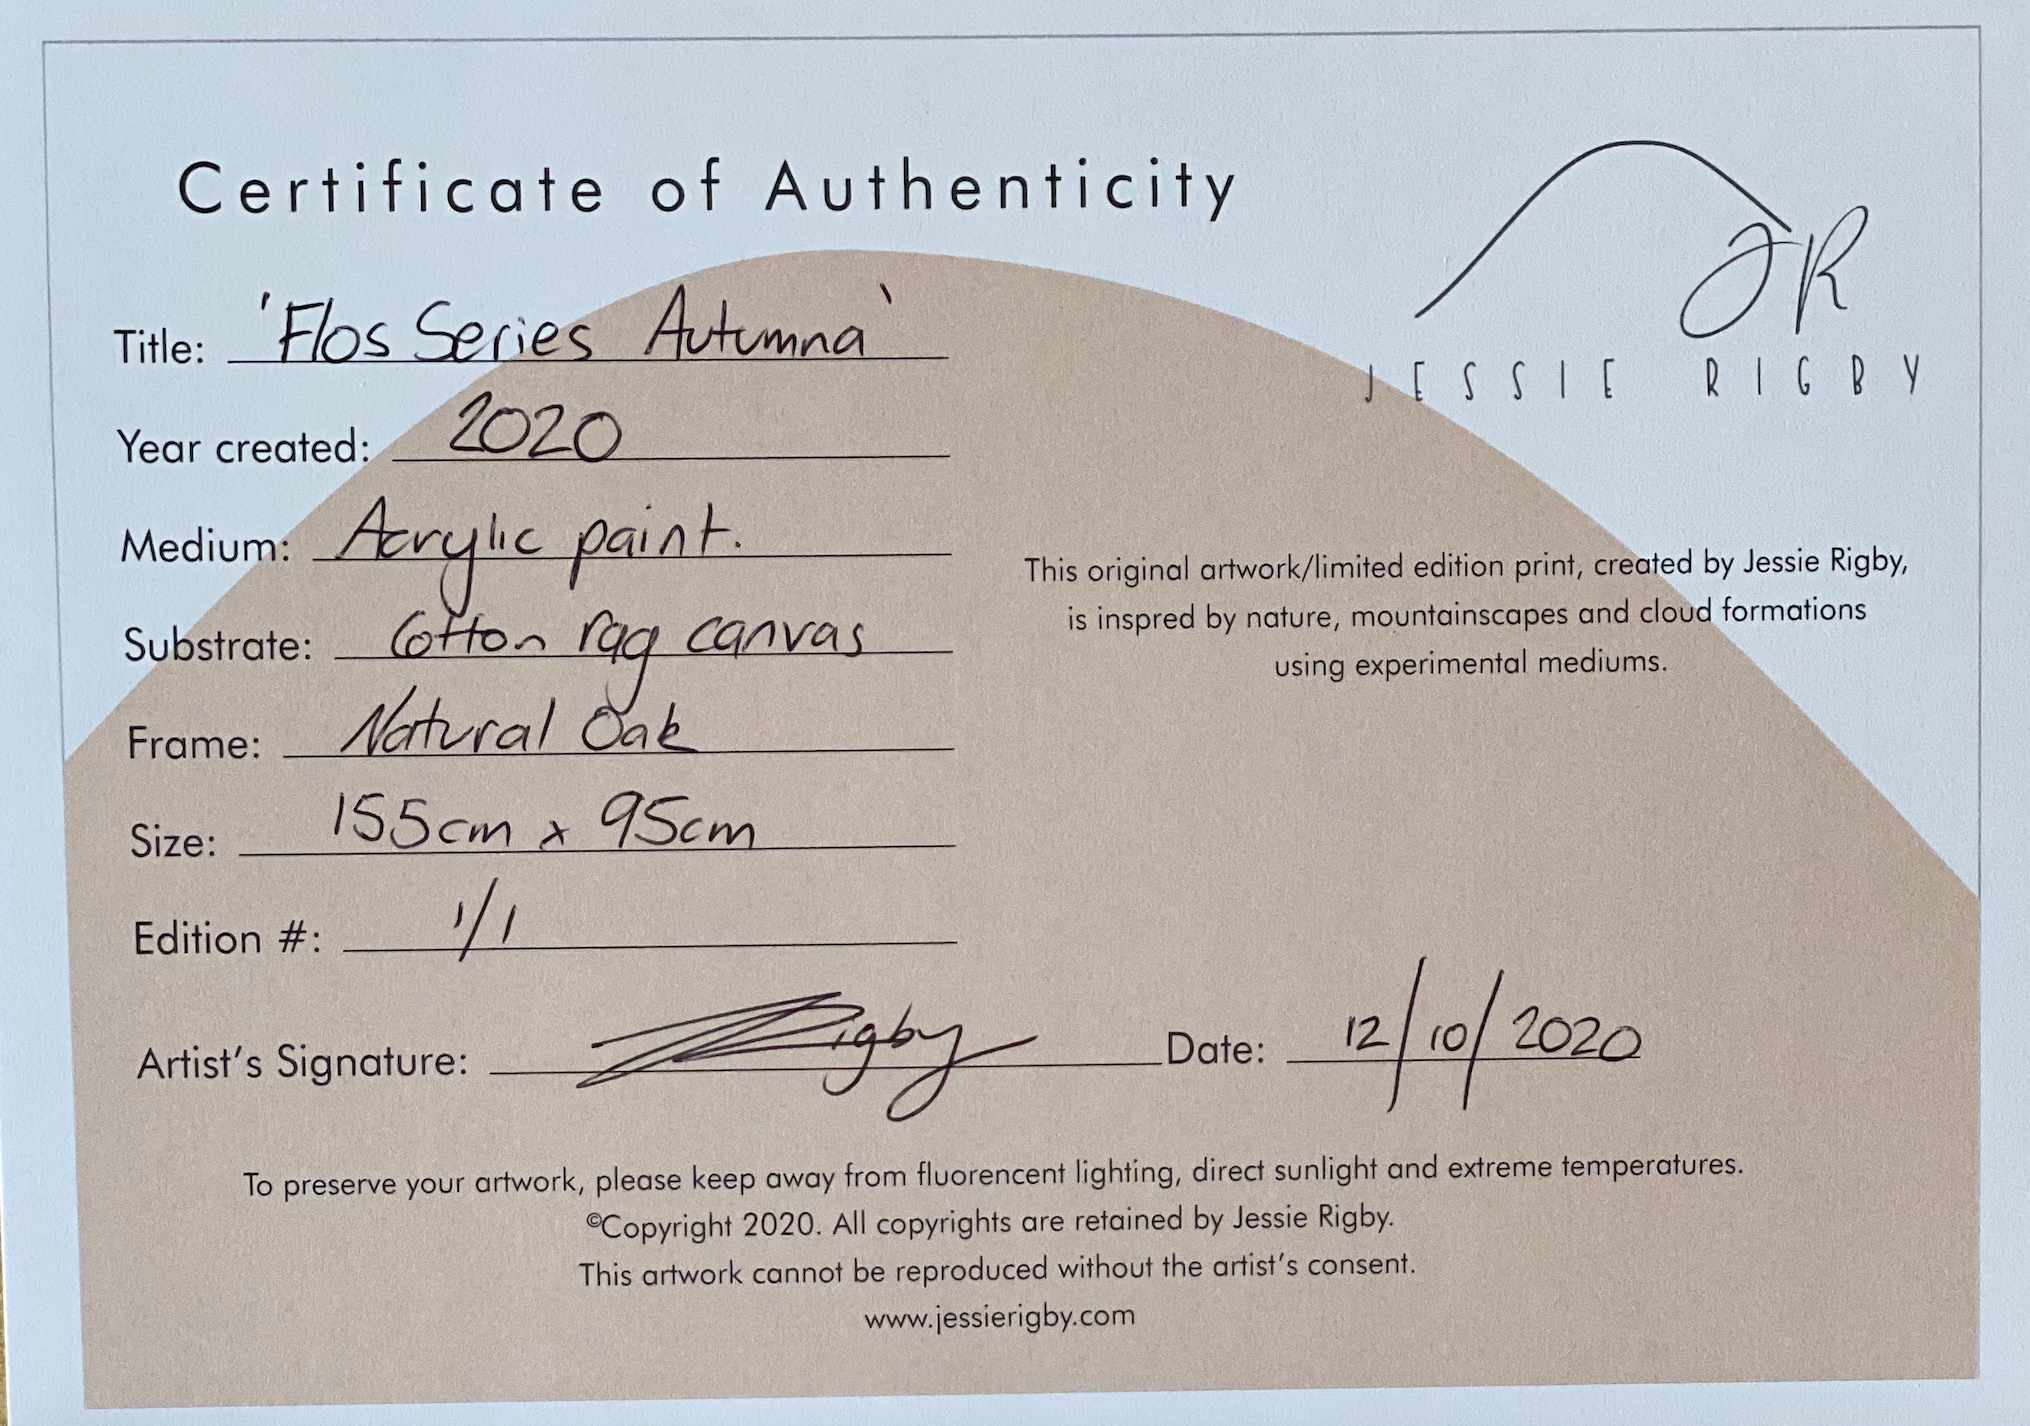 Certificate of Authenticity
JR
JESSIE RIGBY
Title: 'Flos Series Autumna'
Year created: 2020
Medium: Acrylic paint.
Substrate: Cotton rag canvas
Frame: Natural Oak
Size: 155cm x 95cm
Edition #: 1/1
This original artwork/limited edition print, created by Jessie Rigby,
is inspred by nature, mountainscapes and cloud formations
using experimental mediums.
Artist's Signature: Rigby Date: 12/10/2020
To preserve your artwork, please keep away from fluorencent lighting, direct sunlight and extreme temperatures.
©Copyright 2020. All copyrights are retained by Jessie Rigby.
This artwork cannot be reproduced without the artist's consent.
www.jessierigby.com